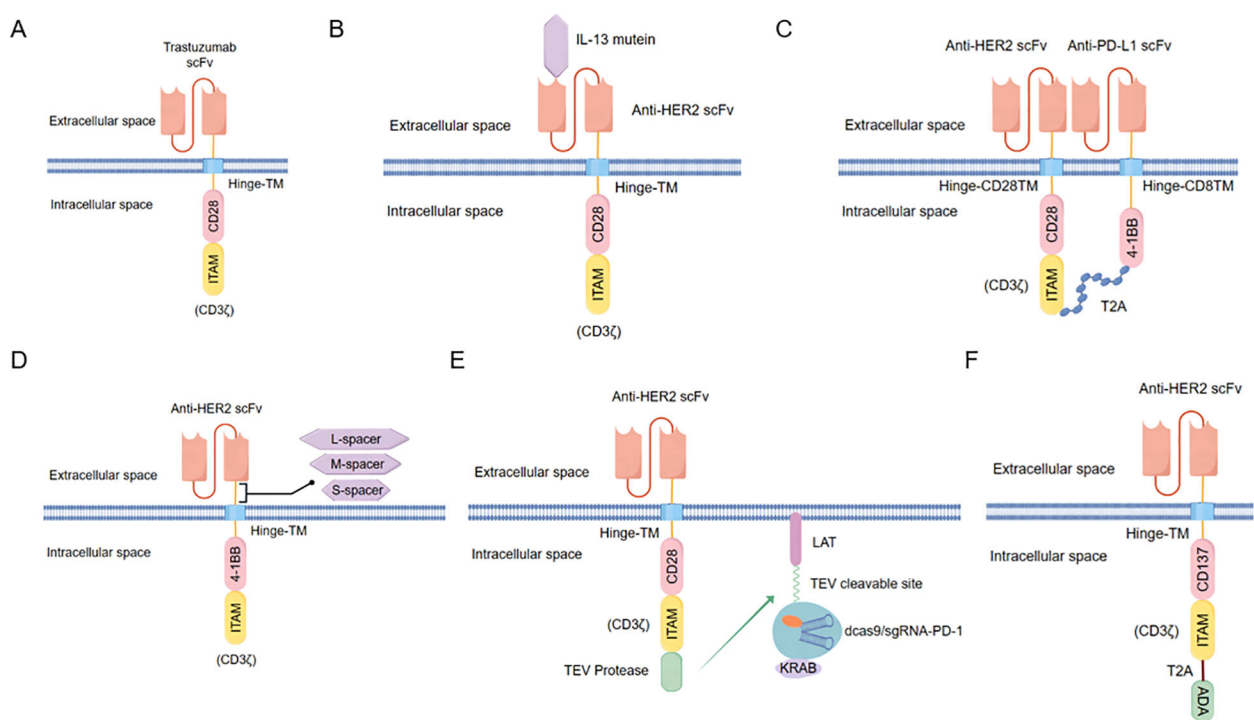 A
Trastuzumab
scFv
Extracellular space
Hinge-TM
Intracellular space
CD28
ITAM
(CD3ζ)
B
IL-13 mutein
Anti-HER2 scFv
Extracellular space
Hinge-TM
Intracellular space
CD28
ITAM
(CD3ζ)
C
Anti-HER2 scFv
Anti-PD-L1 scFv
Extracellular space
Hinge-CD28TM
Hinge-CD8TM
Intracellular space
CD28
4-1BB
(CD3ζ)
ITAM
T2A
D
Anti-HER2 scFv
L-spacer
M-spacer
S-spacer
Extracellular space
Hinge-TM
Intracellular space
4-1BB
ITAM
(CD3ζ)
E
Anti-HER2 scFv
Extracellular space
Hinge-TM
Intracellular space
CD28
LAT
TEV cleavable site
(CD3ζ)
ITAM
dcas9/sgRNA-PD-1
TEV Protease
KRAB
F
Anti-HER2 scFv
Extracellular space
Hinge-TM
Intracellular space
CD137
(CD3ζ)
ITAM
T2A
ADA